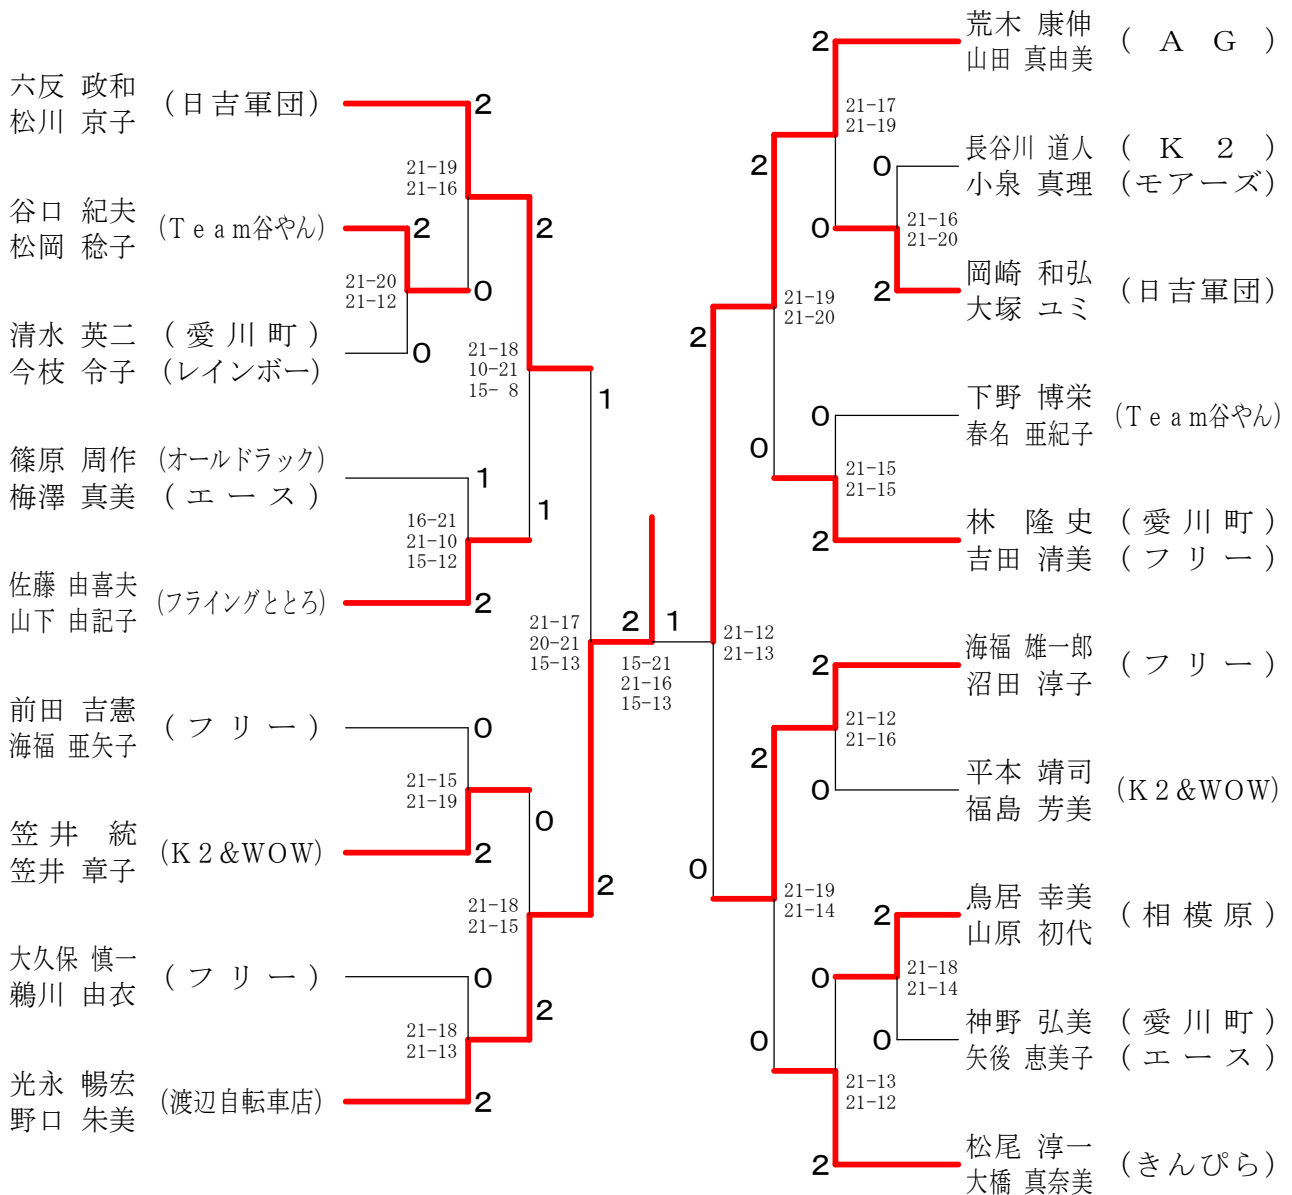 六反 政和 (日吉軍団)
松川 京子
2
21-19
21-16
谷口 紀夫 (Team谷やん)
松岡 稔子
2
2
21-20
21-12
0
清水 英二 (愛川町)
今枝 令子 (レインボー)
0
21-18
10-21
15- 8
1
篠原 周作 (オールドラック)
梅澤 真美 (エース)
1
1
16-21
21-10
15-12
佐藤 由喜夫 (フライングととろ)
山下 由記子
2
21-17
20-21
15-13
前田 吉憲 (フリー)
海福 亜矢子
0
21-15
21-19
0
笠井 統 (K2&WOW)
笠井 章子
2
2
21-18
21-15
大久保 慎一 (フリー)
鵜川 由衣
0
2
21-18
21-13
光永 暢宏 (渡辺自転車店)
野口 朱美
2
2 1
15-21
21-16
15-13
荒木 康伸 (AG)
山田 真由美
2
21-17
21-19
長谷川 道人 (K2)
小泉 真理 (モアーズ)
0
2
0
21-16
21-20
岡崎 和弘 (日吉軍団)
大塚 ユミ
2
21-19
21-20
2
下野 博栄 (Team谷やん)
春名 亜紀子
0
0
21-15
21-15
林 隆史 (愛川町)
吉田 清美 (フリー)
2
21-12
21-13
海福 雄一郎 (フリー)
沼田 淳子
2
21-12
21-16
2
平本 靖司 (K2&WOW)
福島 芳美
0
0
21-19
21-14
鳥居 幸美 (相模原)
山原 初代
2
0
21-18
21-14
神野 弘美 (愛川町)
矢後 恵美子 (エース)
0
0
21-13
21-12
松尾 淳一 (きんぴら)
大橋 真奈美
2